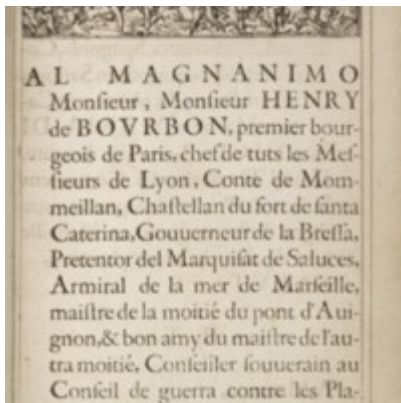 AL MAGNANIMO
Monſieur, Monſieur HENRY
de BOVRBON, premier bour-
geois de Paris, chef de tuts les Meſ-
ſieurs de Lyon, Conte de Mom-
meillan, Chaſtellan du fort de ſanta
Caterina, Gouuerneur de la Breſſa,
Pretentor del Marquiſat de Saluces,
Armiral de la mer de Marſeille,
maiſtre de la moitié du pont d'Aui-
gnon, & bon amy du maiſtre de l'au-
tra moitié, Conſeiller ſouuerain au
Conſeil de guerra contre les Pla-